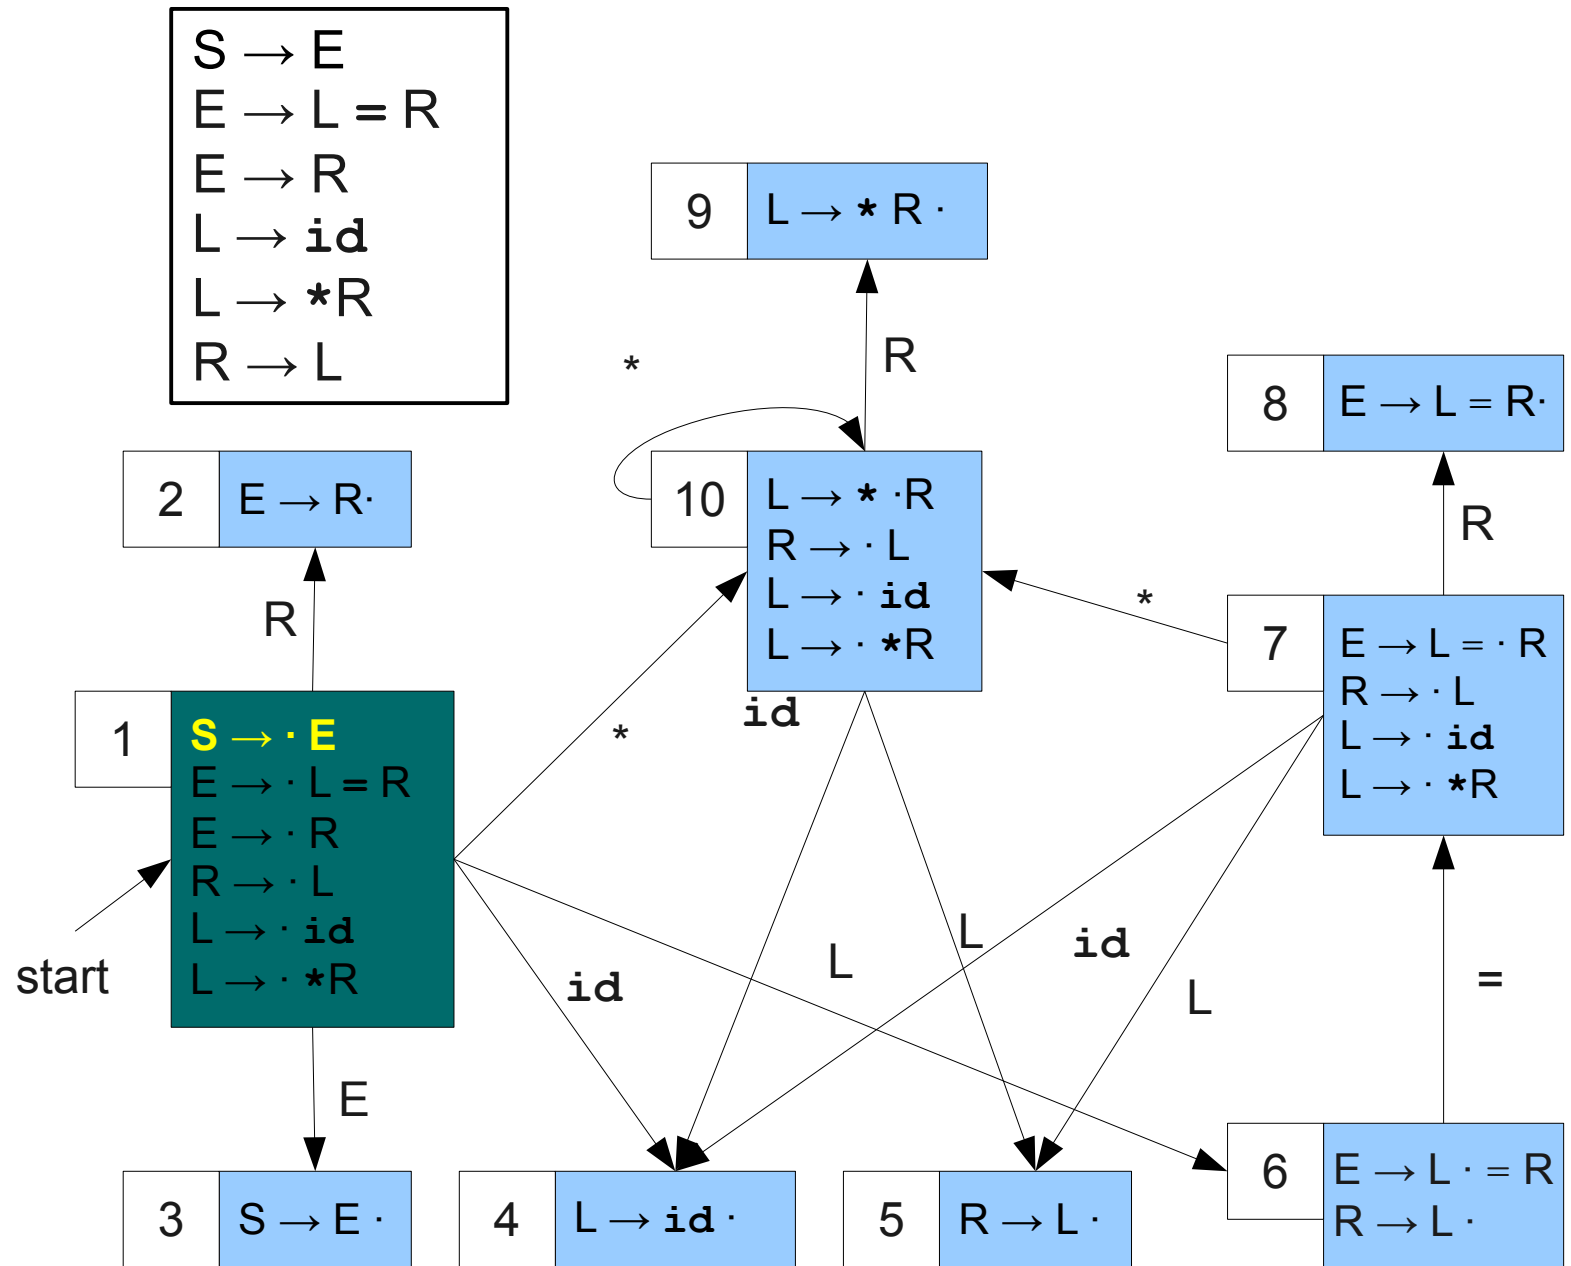 S → E
E → L = R
E → R
L → id
L → *R
R → L
9
L → * R ·
*
R
8
E → L = R·
2
E → R·
10
L → * ·R
R → · L
L → · id
L → · *R
R
R
*
7
E → L = · R
R → · L
L → · id
L → · *R
1
S → · E
E → · L = R
E → · R
R → · L
L → · id
L → · *R
*
id
start
id
L
L
id
L
=
E
3
S → E ·
4
L → id ·
5
R → L ·
6
E → L · = R
R → L ·